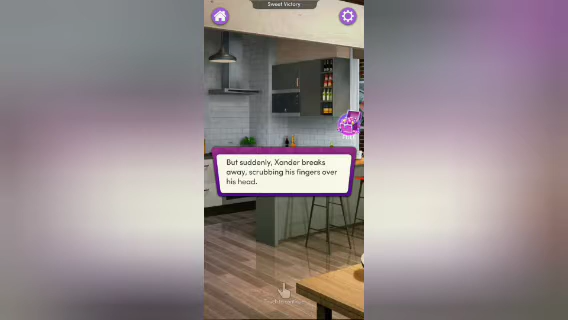 Sweet Victory
But suddenly, Xander breaks
away, scrubbing his fingers over
his head.